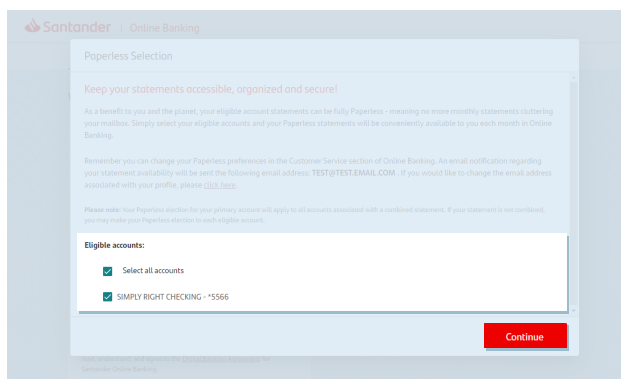 Santander | Online Banking
Paperless Selection
Keep your statements accessible, organized and secure!
As a benefit to you and the planet, your eligible account statements can be fully Paperless - meaning no more monthly statements cluttering
your mailbox. Simply select your eligible accounts and your Paperless statements will be conveniently available to you each month in Online
Banking.
Remember you can change your Paperless preferences in the Customer Service section of Online Banking. An email notification regarding
your statement availability will be sent the following email address: TEST@TEST.EMAIL.COM . If you would like to change the email address
associated with your profile, please click here.
Please note: Your Paperless election for your primary account will apply to all accounts associated with a combined statement. If your statement is not combined,
you may make your Paperless election to each eligible account.
Eligible accounts:
Select all accounts
SIMPLY RIGHT CHECKING - *5566
Continue
Santander Online Banking.